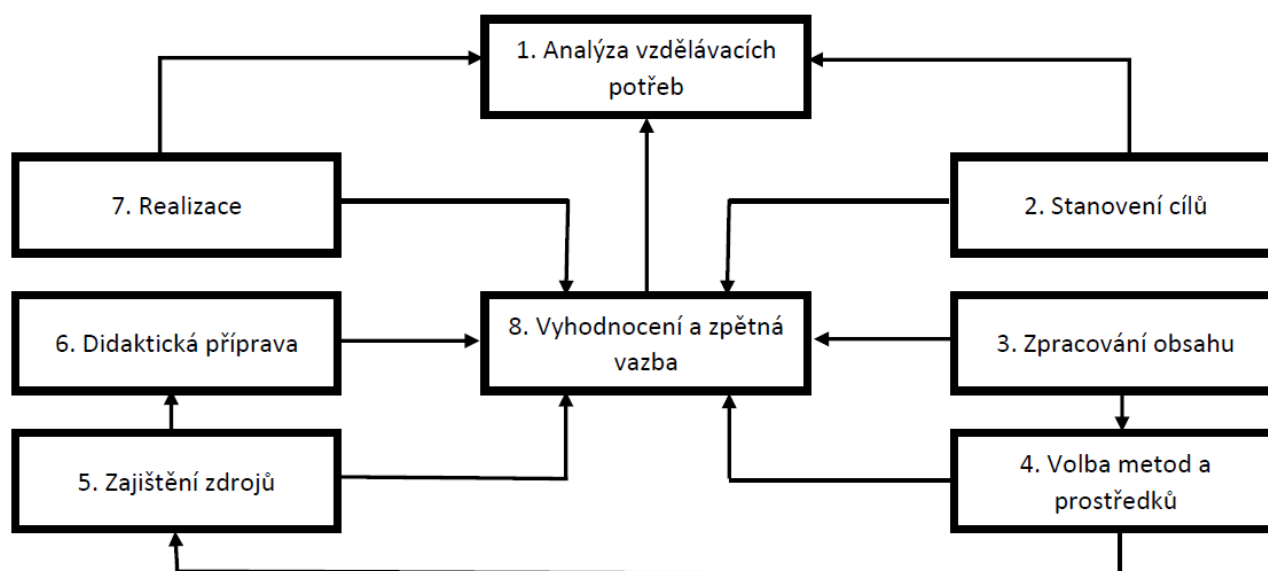 1. Analýza vzdělávacích
potřeb
7. Realizace
2. Stanovení cílů
6. Didaktická příprava
8. Vyhodnocení a zpětná
vazba
3. Zpracování obsahu
5. Zajištění zdrojů
4. Volba metod a
prostředků